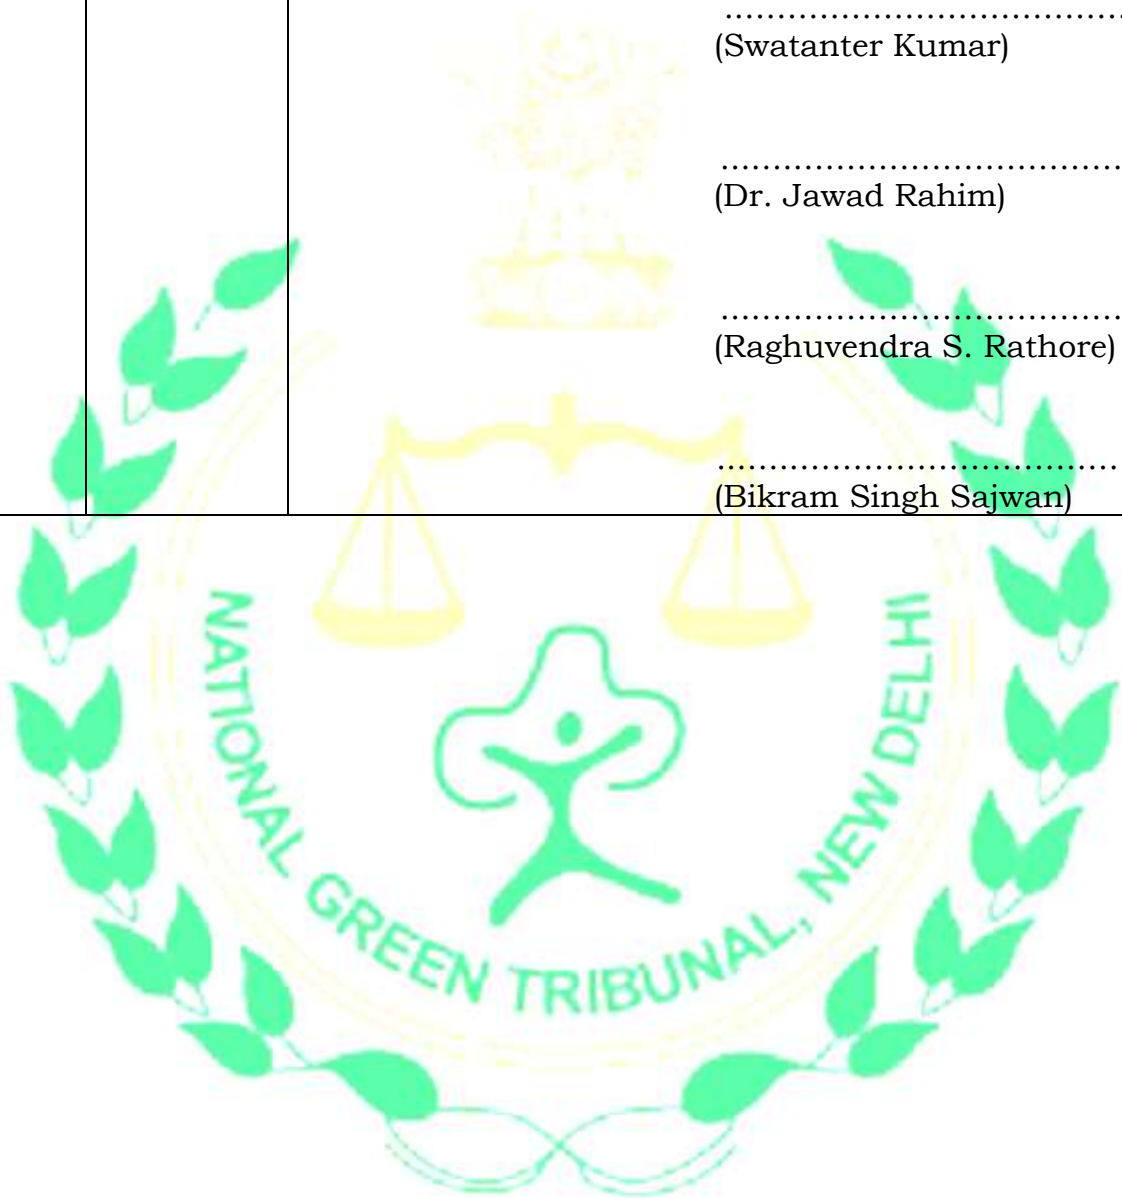 .......................................
(Swatanter Kumar)
.......................................
(Dr. Jawad Rahim)
.......................................
(Raghuvendra S. Rathore)
.......................................
(Bikram Singh Sajwan)
NATIONAL GREEN TRIBUNAL, NEW DELHI